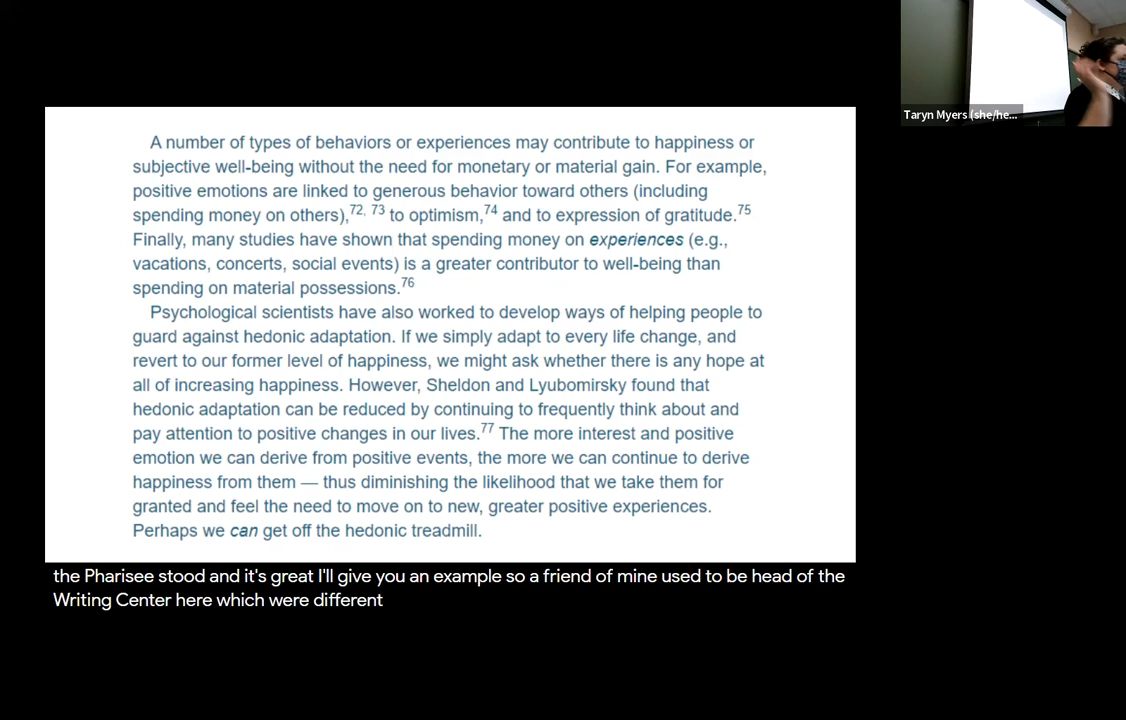 Taryn Myers (she/he...
A number of types of behaviors or experiences may contribute to happiness or
subjective well-being without the need for monetary or material gain. For example,
positive emotions are linked to generous behavior toward others (including
spending money on others),72, 73 to optimism,74 and to expression of gratitude.75
Finally, many studies have shown that spending money on experiences (e.g.,
vacations, concerts, social events) is a greater contributor to well-being than
spending on material possessions.76
Psychological scientists have also worked to develop ways of helping people to
guard against hedonic adaptation. If we simply adapt to every life change, and
revert to our former level of happiness, we might ask whether there is any hope at
all of increasing happiness. However, Sheldon and Lyubomirsky found that
hedonic adaptation can be reduced by continuing to frequently think about and
pay attention to positive changes in our lives.77 The more interest and positive
emotion we can derive from positive events, the more we can continue to derive
happiness from them — thus diminishing the likelihood that we take them for
granted and feel the need to move on to new, greater positive experiences.
Perhaps we can get off the hedonic treadmill.
the Pharisee stood and it's great I'll give you an example so a friend of mine used to be head of the
Writing Center here which were different